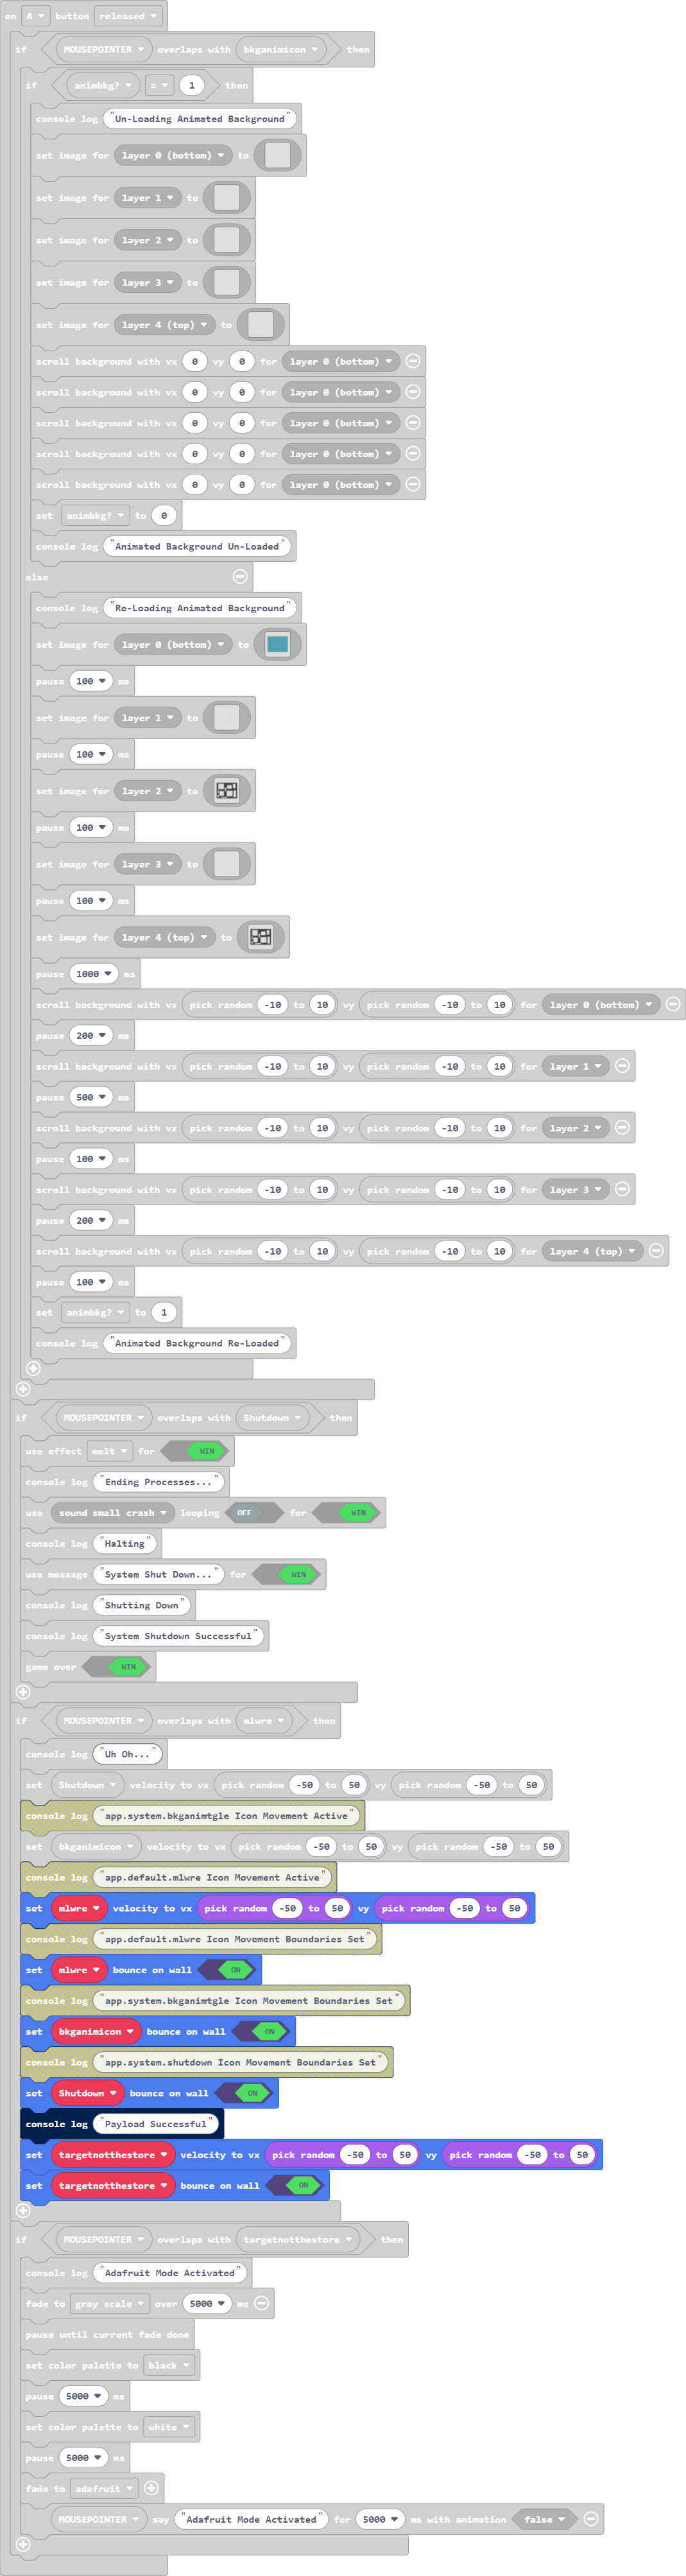 on A button released
if MOUSEPOINTER overlaps with bkganimicon then
if animbkg? = 1 then
console log "Un-Loading Animated Background"
set image for layer 0 (bottom) to
set image for layer 1 to
set image for layer 2 to
set image for layer 3 to
set image for layer 4 (top) to
scroll background with vx 0 vy 0 for layer 0 (bottom)
scroll background with vx 0 vy 0 for layer 0 (bottom)
scroll background with vx 0 vy 0 for layer 0 (bottom)
scroll background with vx 0 vy 0 for layer 0 (bottom)
scroll background with vx 0 vy 0 for layer 0 (bottom)
set animbkg? to 0
console log "Animated Background Un-Loaded"
else
console log "Re-Loading Animated Background"
set image for layer 0 (bottom) to
pause 100 ms
set image for layer 1 to
pause 100 ms
set image for layer 2 to
pause 100 ms
set image for layer 3 to
pause 100 ms
set image for layer 4 (top) to
pause 1000 ms
scroll background with vx pick random -10 to 10 vy pick random -10 to 10 for layer 0 (bottom)
pause 200 ms
scroll background with vx pick random -10 to 10 vy pick random -10 to 10 for layer 1
pause 500 ms
scroll background with vx pick random -10 to 10 vy pick random -10 to 10 for layer 2
pause 100 ms
scroll background with vx pick random -10 to 10 vy pick random -10 to 10 for layer 3
pause 200 ms
scroll background with vx pick random -10 to 10 vy pick random -10 to 10 for layer 4 (top)
pause 100 ms
set animbkg? to 1
console log "Animated Background Re-Loaded"
if MOUSEPOINTER overlaps with Shutdown then
use effect melt for WIN
console log "Ending Processes..."
use sound small crash looping OFF for WIN
console log "Halting"
use message "System Shut Down..." for WIN
console log "Shutting Down"
console log "System Shutdown Successful"
game over WIN
if MOUSEPOINTER overlaps with mlwre then
console log "Uh Oh..."
set Shutdown velocity to vx pick random -50 to 50 vy pick random -50 to 50
console log "app.system.bkganimtgle Icon Movement Active"
set bkganimicon velocity to vx pick random -50 to 50 vy pick random -50 to 50
console log "app.default.mlwre Icon Movement Active"
set mlwre velocity to vx pick random -50 to 50 vy pick random -50 to 50
console log "app.default.mlwre Icon Movement Boundaries Set"
set mlwre bounce on wall ON
console log "app.system.bkganimtgle Icon Movement Boundaries Set"
set bkganimicon bounce on wall ON
console log "app.system.shutdown Icon Movement Boundaries Set"
set Shutdown bounce on wall ON
console log "Payload Successful"
set targetnotthestore velocity to vx pick random -50 to 50 vy pick random -50 to 50
set targetnotthestore bounce on wall ON
if MOUSEPOINTER overlaps with targetnotthestore then
console log "Adafruit Mode Activated"
fade to gray scale over 5000 ms
pause until current fade done
set color palette to black
pause 5000 ms
set color palette to white
pause 5000 ms
fade to adafruit
MOUSEPOINTER say "Adafruit Mode Activated" for 5000 ms with animation false